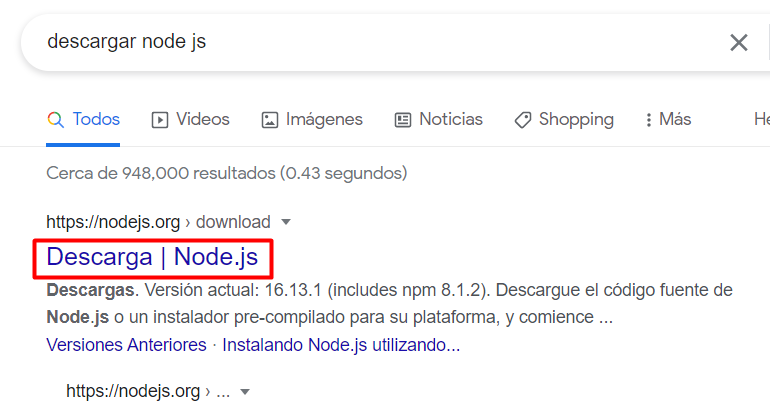 descargar node js
Todos Videos Imágenes Noticias Shopping Más He
Cerca de 948,000 resultados (0.43 segundos)
https://nodejs.org › download
Descarga | Node.js
Descargas. Versión actual: 16.13.1 (includes npm 8.1.2). Descargue el código fuente de
Node.js o un instalador pre-compilado para su plataforma, y comience ...
Versiones Anteriores · Instalando Node.js utilizando...
https://nodejs.org › ...